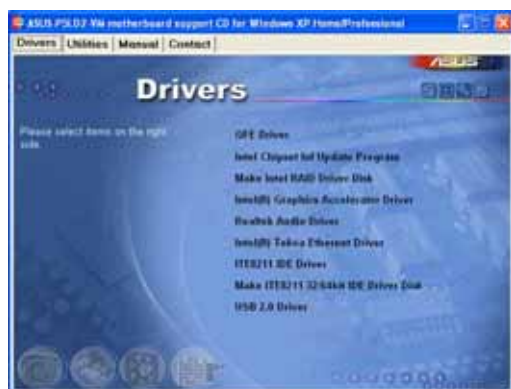 ASUS P5LD2-VM motherboard support CD for Windows XP Home/Professional
Drivers Utilities Manual Contact
ASUS
Drivers
Please select items on the right side.
Intel Chipset Inf Update Program
Make Intel RAID Driver Disk
Intel(R) Graphics Accelerator Driver
Realtek Audio Driver
Intel(R) Tekoa Ethernet Driver
ITE8211 IDE Driver
Make ITE8211 32/64bit IDE Driver Disk
USB 2.0 Driver